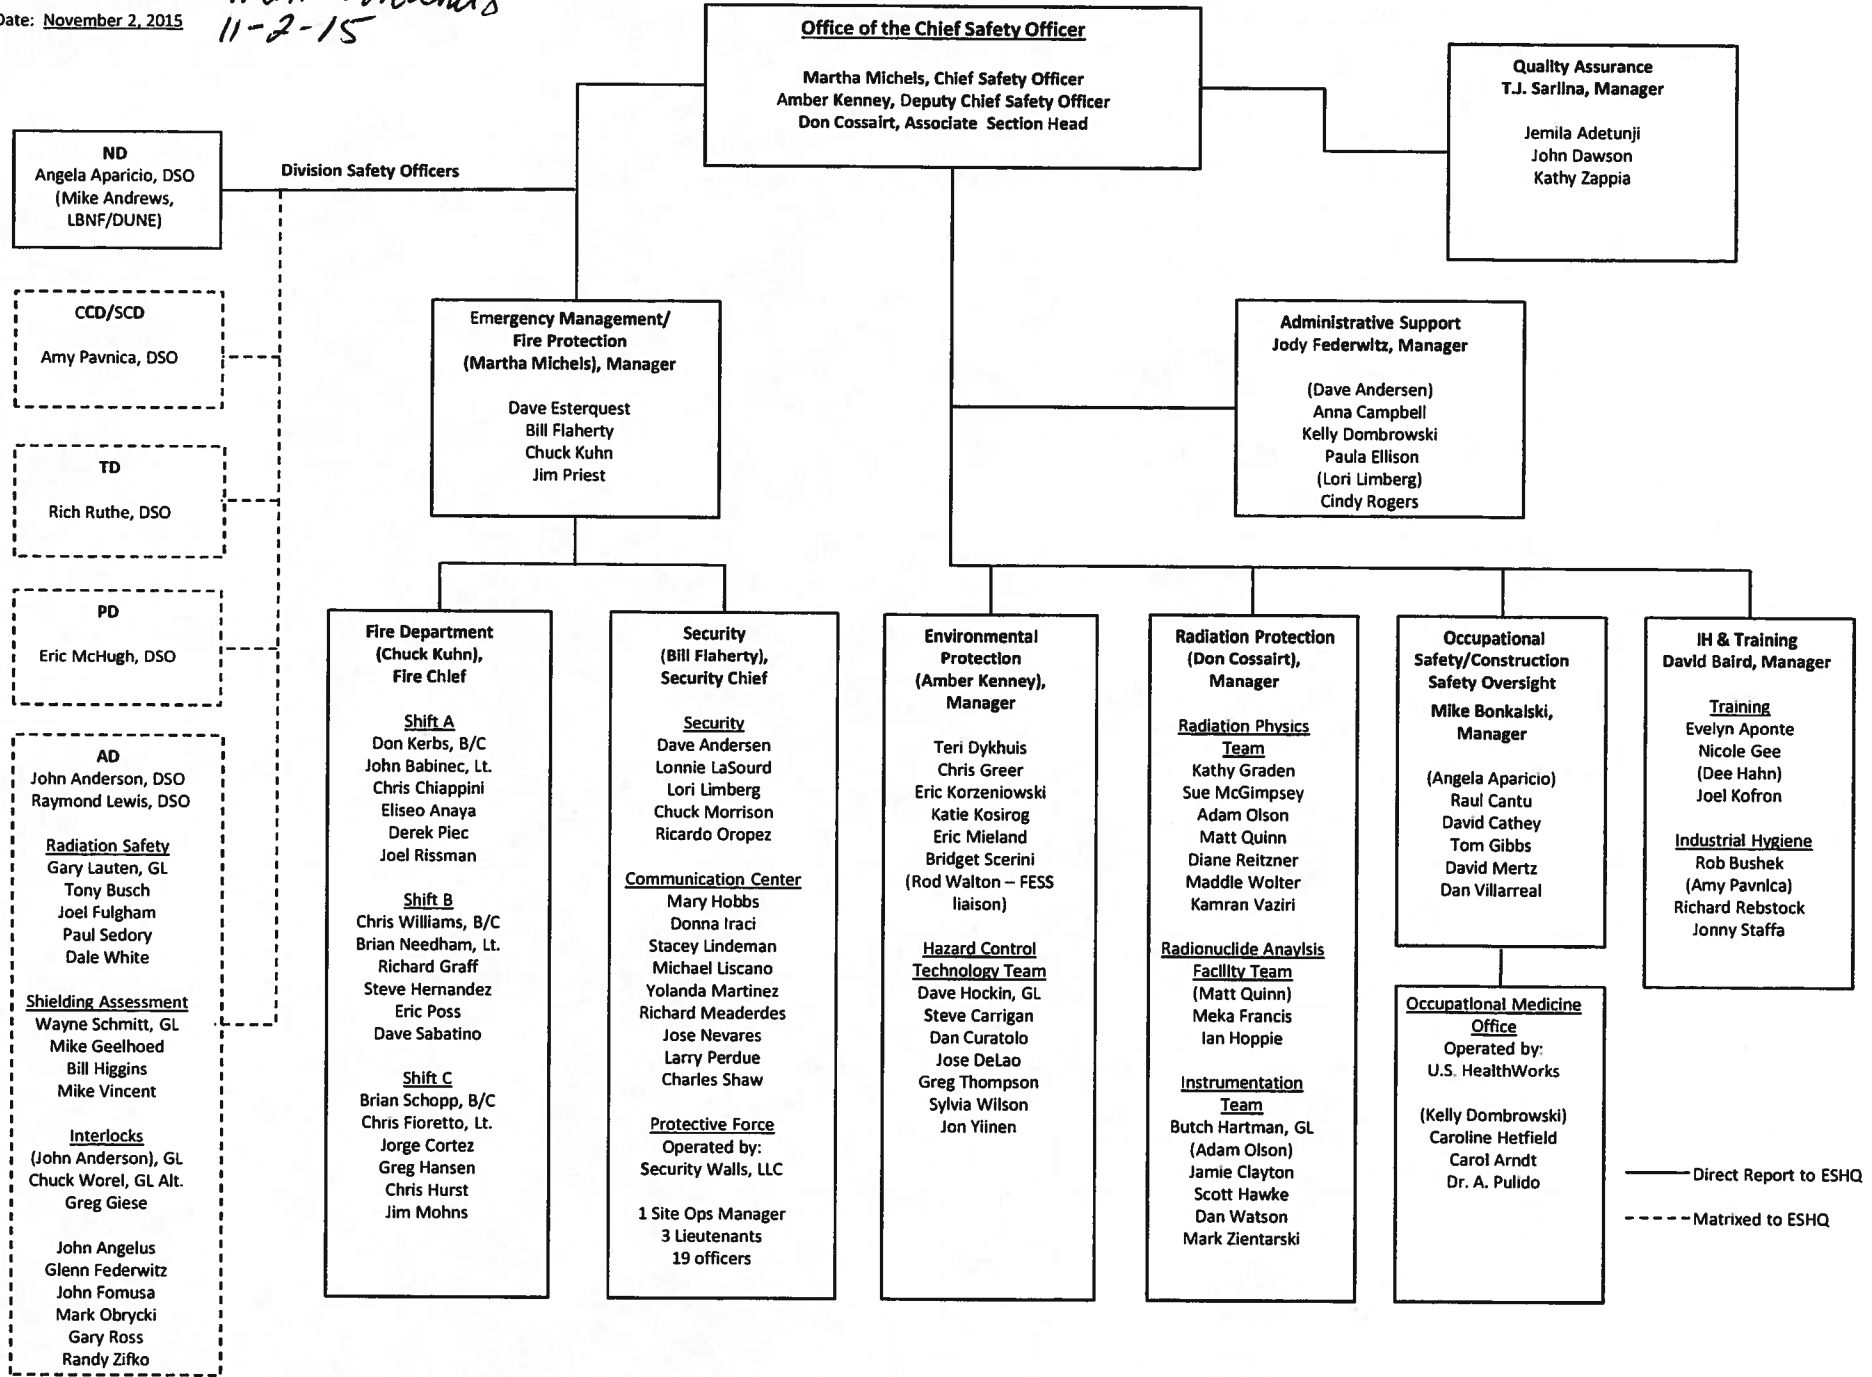 Date: November 2, 2015
11-2-15
Office of the Chief Safety Officer
Martha Michels, Chief Safety Officer
Amber Kenney, Deputy Chief Safety Officer
Don Cossairt, Associate Section Head
Quality Assurance
T.J. Sarlina, Manager
Jemila Adetunji
John Dawson
Kathy Zappia
ND
Angela Aparicio, DSO
(Mike Andrews,
LBNF/DUNE)
Division Safety Officers
CCD/SCD
Amy Pavnica, DSO
TD
Rich Ruthe, DSO
PD
Eric McHugh, DSO
AD
John Anderson, DSO
Raymond Lewis, DSO
Radiation Safety
Gary Lauten, GL
Tony Busch
Joel Fulgham
Paul Sedory
Dale White
Shielding Assessment
Wayne Schmitt, GL
Mike Geelhoed
Bill Higgins
Mike Vincent
Interlocks
(John Anderson), GL
Chuck Worel, GL Alt.
Greg Giese
John Angelus
Glenn Federwitz
John Fomusa
Mark Obrycki
Gary Ross
Randy Zifko
Emergency Management/
Fire Protection
(Martha Michels), Manager
Dave Esterquest
Bill Flaherty
Chuck Kuhn
Jim Priest
Administrative Support
Jody Federwitz, Manager
(Dave Andersen)
Anna Campbell
Kelly Dombrowski
Paula Ellison
(Lori Limberg)
Cindy Rogers
Fire Department
(Chuck Kuhn),
Fire Chief
Shift A
Don Kerbs, B/C
John Babinec, Lt.
Chris Chiappini
Eliseo Anaya
Derek Piec
Joel Rissman
Shift B
Chris Williams, B/C
Brian Needham, Lt.
Richard Graff
Steve Hernandez
Eric Poss
Dave Sabatino
Shift C
Brian Schopp, B/C
Chris Fioretto, Lt.
Jorge Cortez
Greg Hansen
Chris Hurst
Jim Mohns
Security
(Bill Flaherty),
Security Chief
Security
Dave Andersen
Lonnie LaSourd
Lori Limberg
Chuck Morrison
Ricardo Oropez
Communication Center
Mary Hobbs
Donna Iraci
Stacey Lindeman
Michael Liscano
Yolanda Martinez
Richard Meaderdes
Jose Nevares
Larry Perdue
Charles Shaw
Protective Force
Operated by:
Security Walls, LLC
1 Site Ops Manager
3 Lieutenants
19 officers
Environmental
Protection
(Amber Kenney),
Manager
Teri Dykhuis
Chris Greer
Eric Korzeniowski
Katie Kosirog
Eric Mieland
Bridget Scerini
(Rod Walton – FESS
liaison)
Hazard Control
Technology Team
Dave Hockin, GL
Steve Carrigan
Dan Curatolo
Jose DeLao
Greg Thompson
Sylvia Wilson
Jon Ylinen
Radiation Protection
(Don Cossairt),
Manager
Radiation Physics
Team
Kathy Graden
Sue McGimpsey
Adam Olson
Matt Quinn
Diane Reitzner
Maddie Wolter
Kamran Vaziri
Radionuclide Anaylsis
Facility Team
(Matt Quinn)
Meka Francis
Ian Hoppie
Instrumentation
Team
Butch Hartman, GL
(Adam Olson)
Jamie Clayton
Scott Hawke
Dan Watson
Mark Zientarski
Occupational
Safety/Construction
Safety Oversight
Mike Bonkalski,
Manager
(Angela Aparicio)
Raul Cantu
David Cathey
Tom Gibbs
David Mertz
Dan Villarreal
Occupational Medicine
Office
Operated by:
U.S. HealthWorks
(Kelly Dombrowski)
Caroline Hetfield
Carol Arndt
Dr. A. Pulido
IH & Training
David Baird, Manager
Training
Evelyn Aponte
Nicole Gee
(Dee Hahn)
Joel Kofron
Industrial Hygiene
Rob Bushek
(Amy Pavnica)
Richard Rebstock
Jonny Staffa
Direct Report to ESHQ
Matrixed to ESHQ